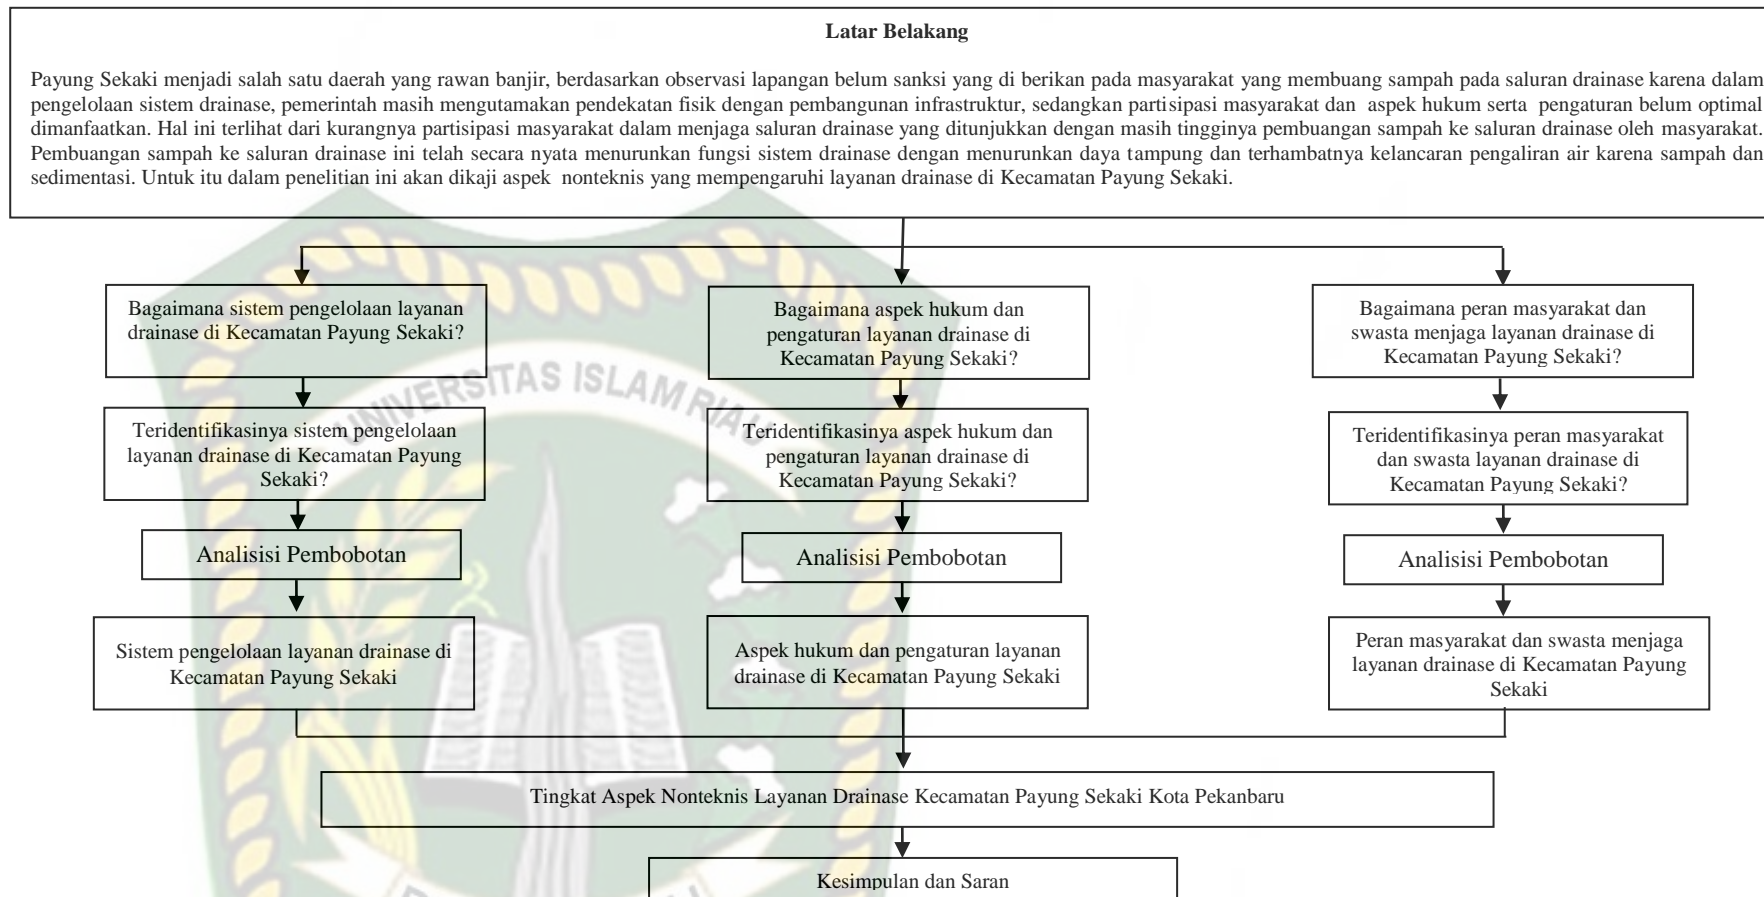 Latar Belakang
Payung Sekaki menjadi salah satu daerah yang rawan banjir, berdasarkan observasi lapangan belum sanksi yang di berikan pada masyarakat yang membuang sampah pada saluran drainase karena dalam
pengelolaan sistem drainase, pemerintah masih mengutamakan pendekatan fisik dengan pembangunan infrastruktur, sedangkan partisipasi masyarakat dan aspek hukum serta pengaturan belum optimal
dimanfaatkan. Hal ini terlihat dari kurangnya partisipasi masyarakat dalam menjaga saluran drainase yang ditunjukkan dengan masih tingginya pembuangan sampah ke saluran drainase oleh masyarakat.
Pembuangan sampah ke saluran drainase ini telah secara nyata menurunkan fungsi sistem drainase dengan menurunkan daya tampung dan terhambatnya kelancaran pengaliran air karena sampah dan
sedimentasi. Untuk itu dalam penelitian ini akan dikaji aspek nonteknis yang mempengaruhi layanan drainase di Kecamatan Payung Sekaki.
Bagaimana sistem pengelolaan layanan
drainase di Kecamatan Payung Sekaki?
Bagaimana aspek hukum dan
pengaturan layanan drainase di
Kecamatan Payung Sekaki?
Bagaimana peran masyarakat dan
swasta menjaga layanan drainase di
Kecamatan Payung Sekaki?
UNIVERSITAS ISLAM RIAU
Teridentifikasinya sistem pengelolaan
layanan drainase di Kecamatan Payung
Sekaki?
Teridentifikasinya aspek hukum dan
pengaturan layanan drainase di
Kecamatan Payung Sekaki?
Teridentifikasinya peran masyarakat
dan swasta layanan drainase di
Kecamatan Payung Sekaki?
Analisisi Pembobotan
Analisisi Pembobotan
Analisisi Pembobotan
Sistem pengelolaan layanan drainase di
Kecamatan Payung Sekaki
Aspek hukum dan pengaturan layanan
drainase di Kecamatan Payung Sekaki
Peran masyarakat dan swasta menjaga
layanan drainase di Kecamatan Payung
Sekaki
Tingkat Aspek Nonteknis Layanan Drainase Kecamatan Payung Sekaki Kota Pekanbaru
Kesimpulan dan Saran